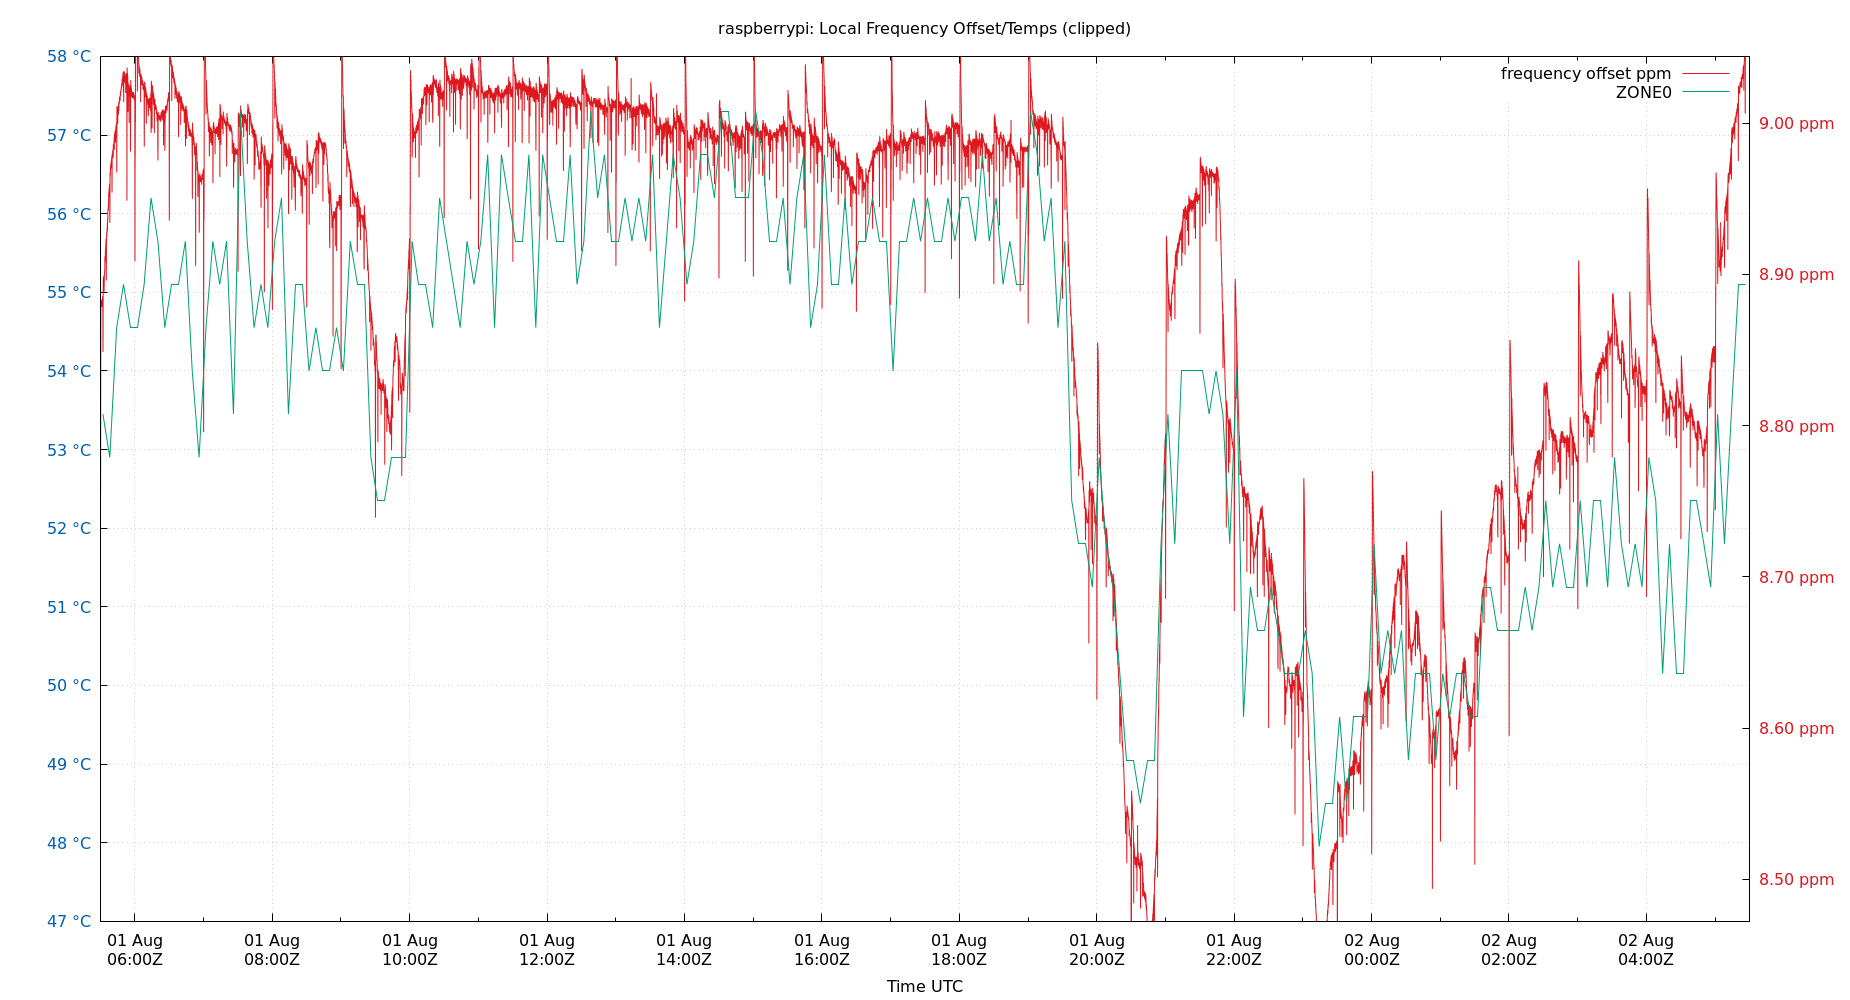 raspberrypi: Local Frequency Offset/Temps (clipped)
58 °C
57 °C
56 °C
55 °C
54 °C
53 °C
52 °C
51 °C
50 °C
49 °C
48 °C
47 °C
frequency offset ppm
ZONE0
9.00 ppm
8.90 ppm
8.80 ppm
8.70 ppm
8.60 ppm
8.50 ppm
01 Aug 01 Aug 01 Aug 01 Aug 01 Aug 01 Aug 01 Aug 01 Aug 01 Aug 02 Aug 02 Aug 02 Aug
06:00Z 08:00Z 10:00Z 12:00Z 14:00Z 16:00Z 18:00Z 20:00Z 22:00Z 00:00Z 02:00Z 04:00Z
Time UTC